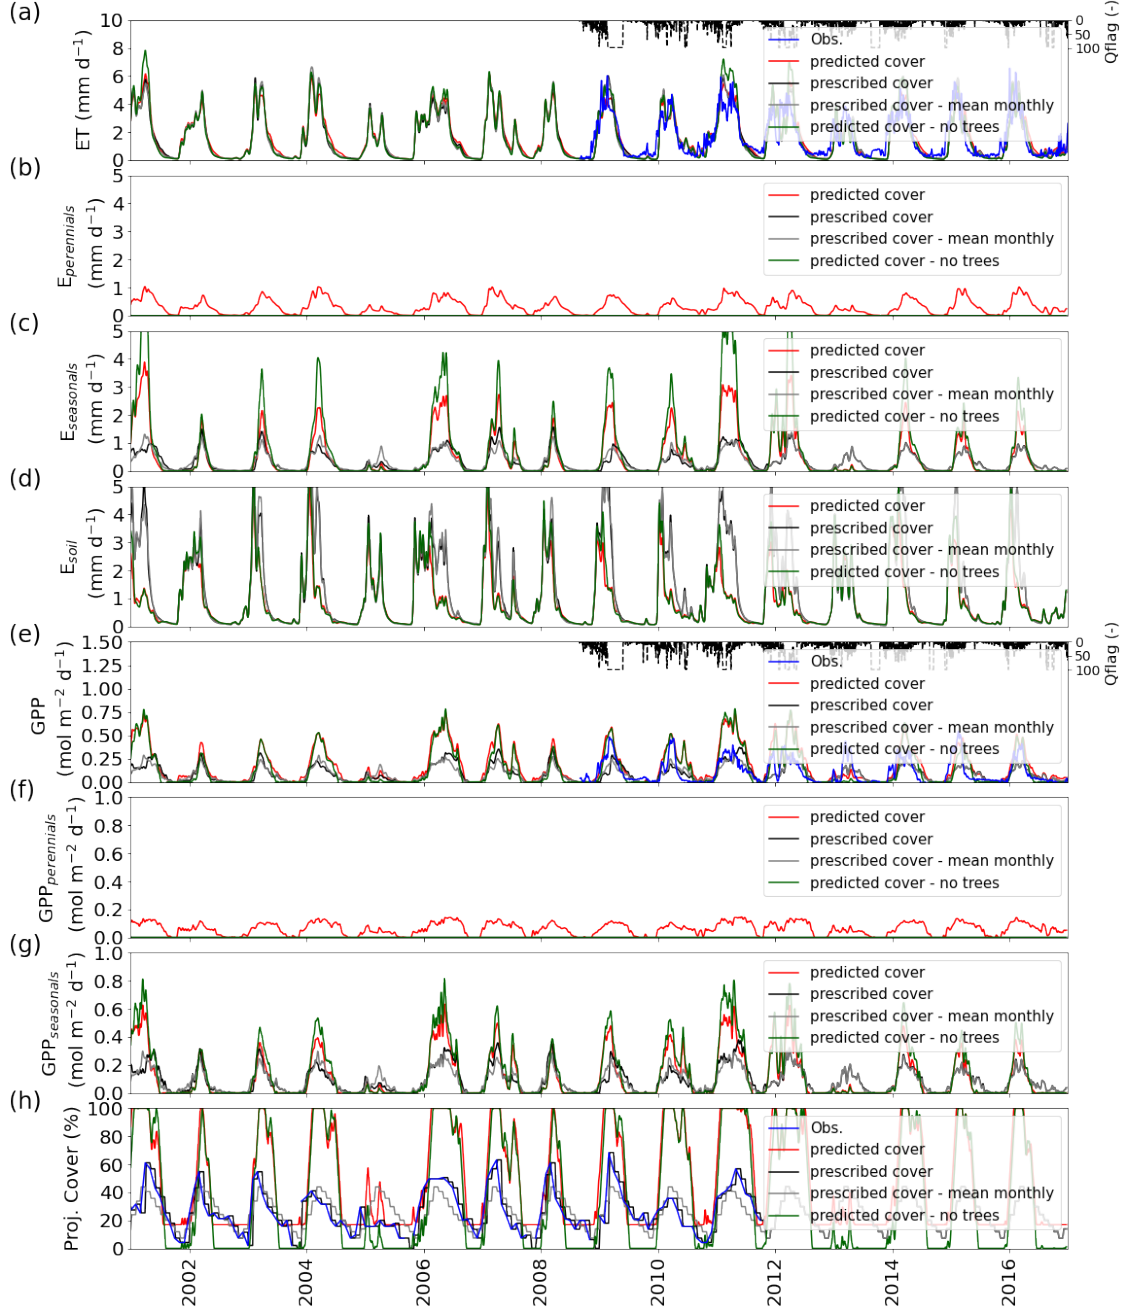 (a)
ET (mm d⁻¹)
10
8
6
4
2
0
0
50
100
Qflag (-)
Obs.
predicted cover
prescribed cover
prescribed cover - mean monthly
predicted cover - no trees
(b)
E perennials
(mm d⁻¹)
5
4
3
2
1
0
predicted cover
prescribed cover
prescribed cover - mean monthly
predicted cover - no trees
(c)
E seasonals
(mm d⁻¹)
5
4
3
2
1
0
predicted cover
prescribed cover
prescribed cover - mean monthly
predicted cover - no trees
(d)
E soil
(mm d⁻¹)
5
4
3
2
1
0
predicted cover
prescribed cover
prescribed cover - mean monthly
predicted cover - no trees
(e)
GPP
(mol m⁻² d⁻¹)
1.50
1.25
1.00
0.75
0.50
0.25
0.00
0
50
100
Qflag (-)
Obs.
predicted cover
prescribed cover
prescribed cover - mean monthly
predicted cover - no trees
(f)
GPP perennials
(mol m⁻² d⁻¹)
1.0
0.8
0.6
0.4
0.2
0.0
predicted cover
prescribed cover
prescribed cover - mean monthly
predicted cover - no trees
(g)
GPP seasonals
(mol m⁻² d⁻¹)
1.0
0.8
0.6
0.4
0.2
0.0
predicted cover
prescribed cover
prescribed cover - mean monthly
predicted cover - no trees
(h)
Proj. Cover (%)
100
80
60
40
20
0
Obs.
predicted cover
prescribed cover
prescribed cover - mean monthly
predicted cover - no trees
2002
2004
2006
2008
2010
2012
2014
2016